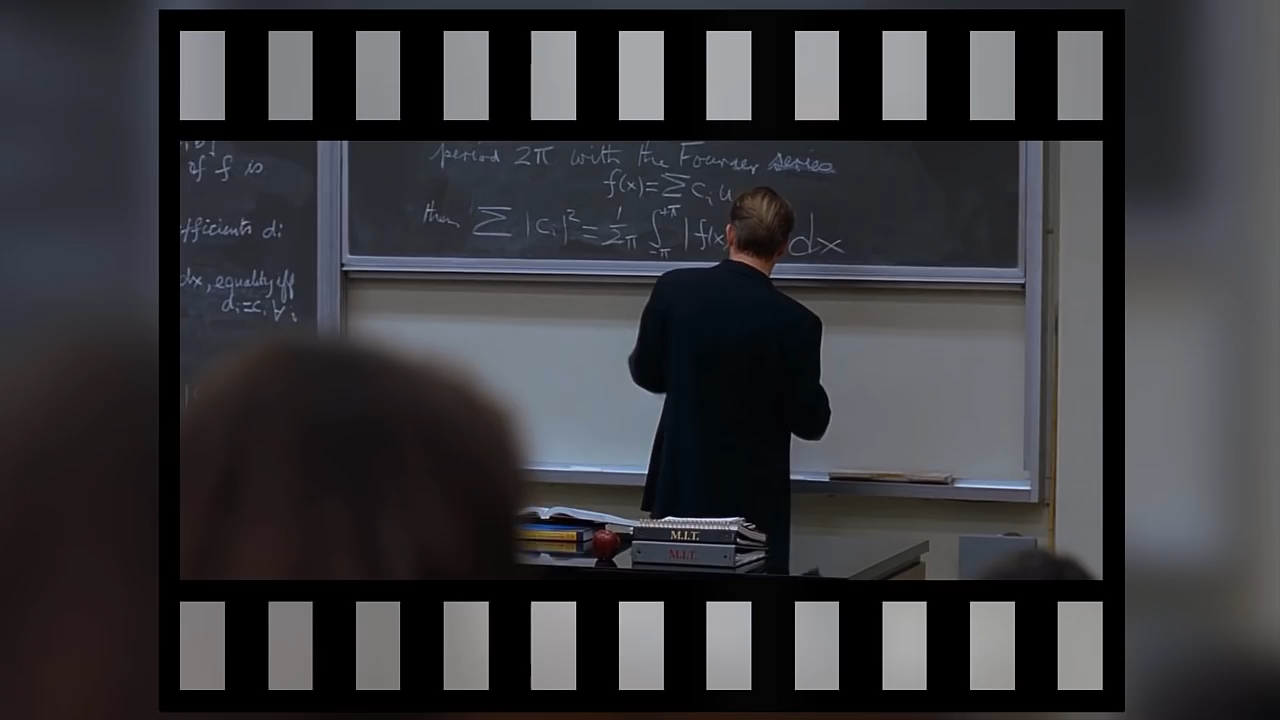 of f is
efficients di
dx, equality iff
di=ci ∀i
period 2π with the Fourier series
f(x)=∑ci u
then ∑|ci|²=1/2π ∫-π+π |f(x dx
M.I.T.
M.I.T.